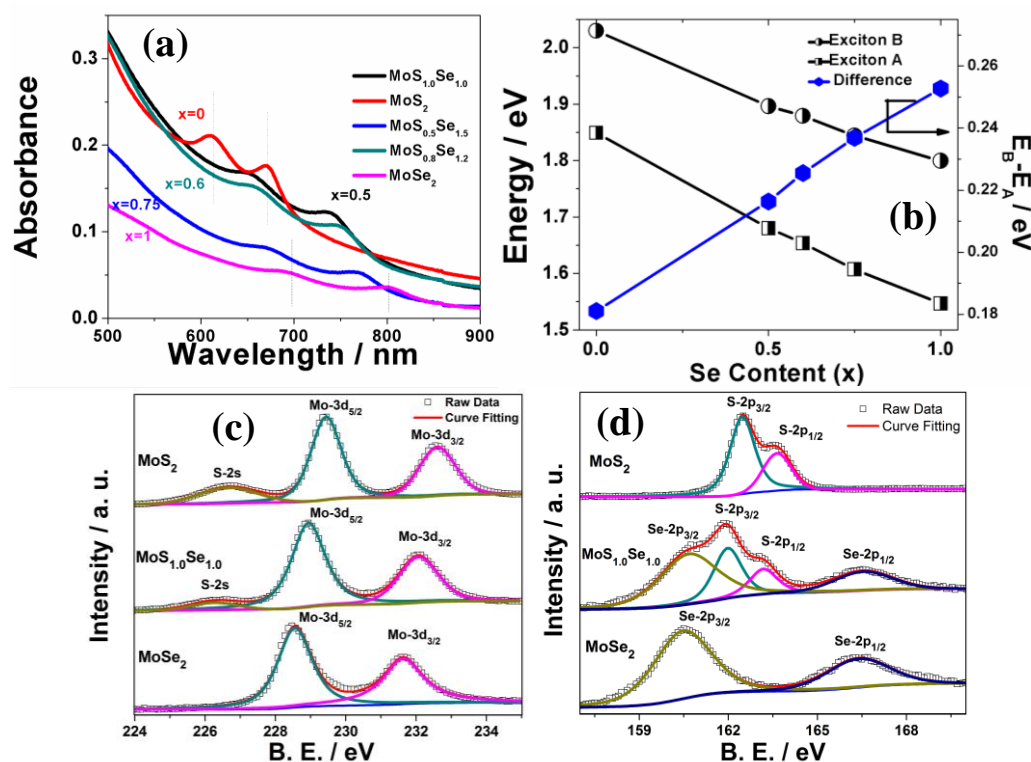 (a)
0.3
0.2
0.1
0.0
Absorbance
x=0
x=0.6
x=0.75
x=1
x=0.5
MoS1.0Se1.0
MoS2
MoS0.5Se1.5
MoS0.8Se1.2
MoSe2
500 600 700 800 900
Wavelength / nm
(b)
Exciton B
Exciton A
Difference
2.0
1.9
1.8
1.7
1.6
1.5
Energy / eV
0.26
0.24
0.22
0.20
0.18
EB-EA / eV
0.0 0.5 1.0
Se Content (x)
(c)
Raw Data
Curve Fitting
Mo-3d5/2
Mo-3d3/2
MoS2
S-2s
Mo-3d5/2
Mo-3d3/2
MoS1.0Se1.0
S-2s
Mo-3d5/2
Mo-3d3/2
MoSe2
Intensity / a. u.
224 226 228 230 232 234
B. E. / eV
(d)
Raw Data
Curve Fitting
S-2p3/2
S-2p1/2
MoS2
S-2p3/2
Se-2p3/2
S-2p1/2
Se-2p1/2
MoS1.0Se1.0
Se-2p3/2
Se-2p1/2
MoSe2
Intensity / a. u.
159 162 165 168
B. E. / eV